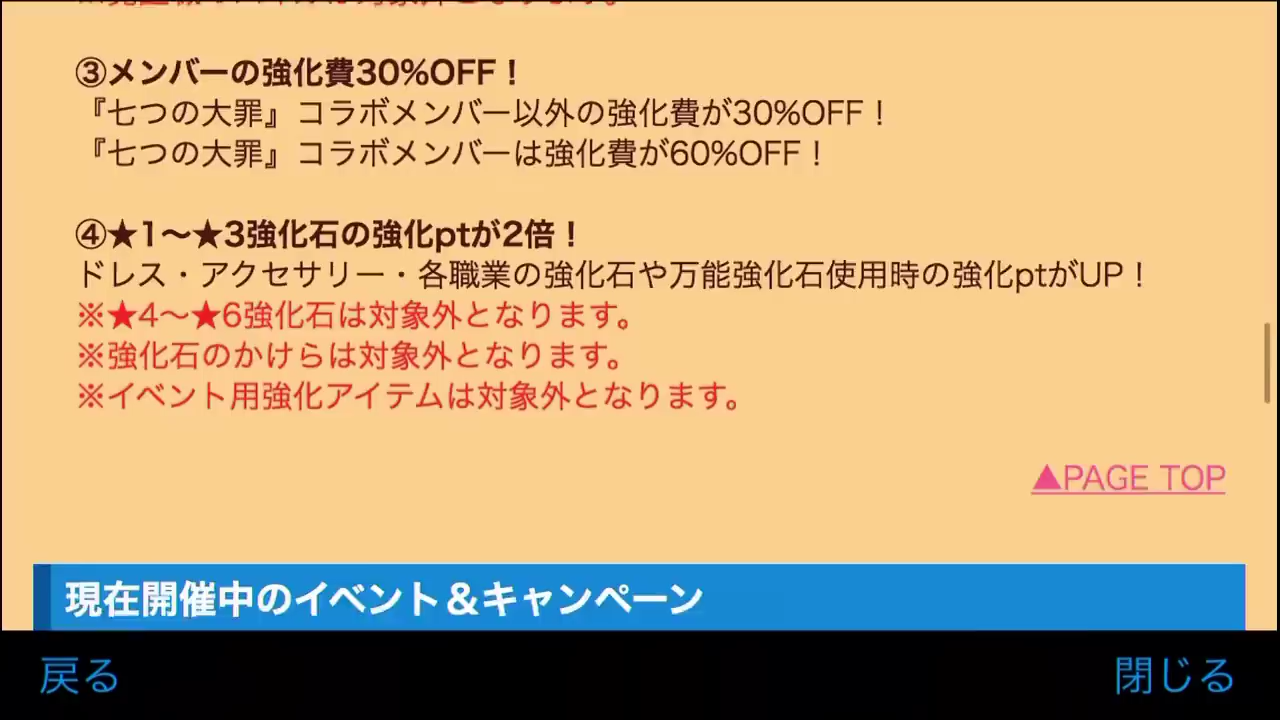 ③メンバーの強化費30%OFF！
『七つの大罪』コラボメンバー以外の強化費が30%OFF！
『七つの大罪』コラボメンバーは強化費が60%OFF！
④★1～★3強化石の強化ptが2倍！
ドレス・アクセサリー・各職業の強化石や万能強化石使用時の強化ptがUP！
※★4～★6強化石は対象外となります。
※強化石のかけらは対象外となります。
※イベント用強化アイテムは対象外となります。
▲PAGE TOP
現在開催中のイベント＆キャンペーン
戻る
閉じる